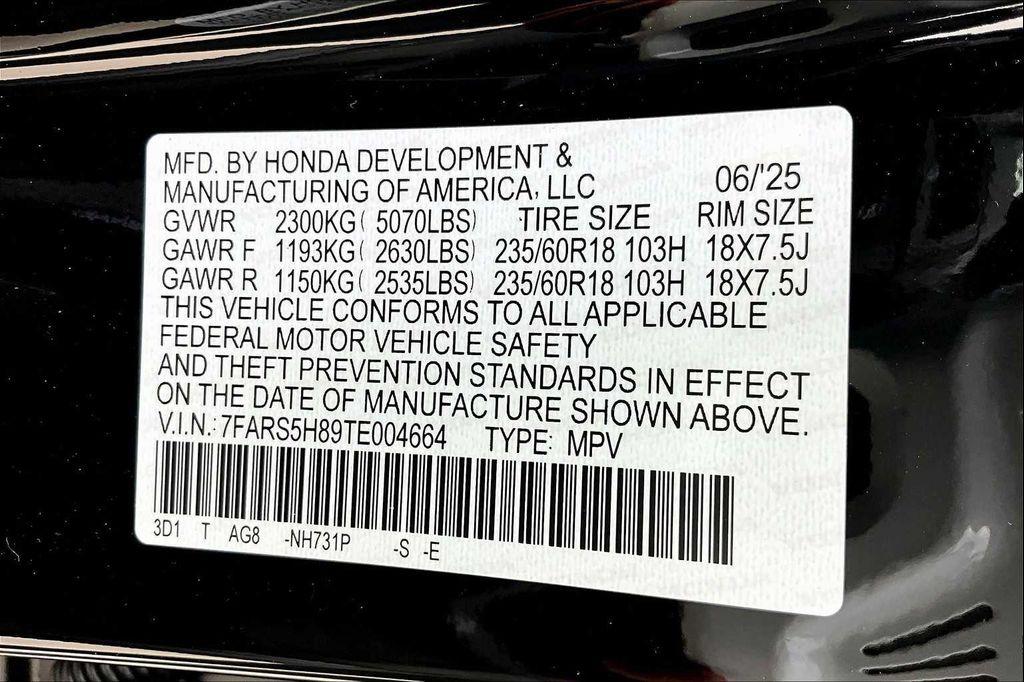 MFD. BY HONDA DEVELOPMENT &
MANUFACTURING OF AMERICA, LLC 06/'25
GVWR 2300KG( 5070LBS) TIRE SIZE RIM SIZE
GAWR F 1193KG( 2630LBS) 235/60R18 103H 18X7.5J
GAWR R 1150KG( 2535LBS) 235/60R18 103H 18X7.5J
THIS VEHICLE CONFORMS TO ALL APPLICABLE
FEDERAL MOTOR VEHICLE SAFETY
AND THEFT PREVENTION STANDARDS IN EFFECT
ON THE DATE OF MANUFACTURE SHOWN ABOVE.
V.I.N.: 7FARS5H89TE004664 TYPE: MPV
3D1 T AG8 -NH731P -S -E